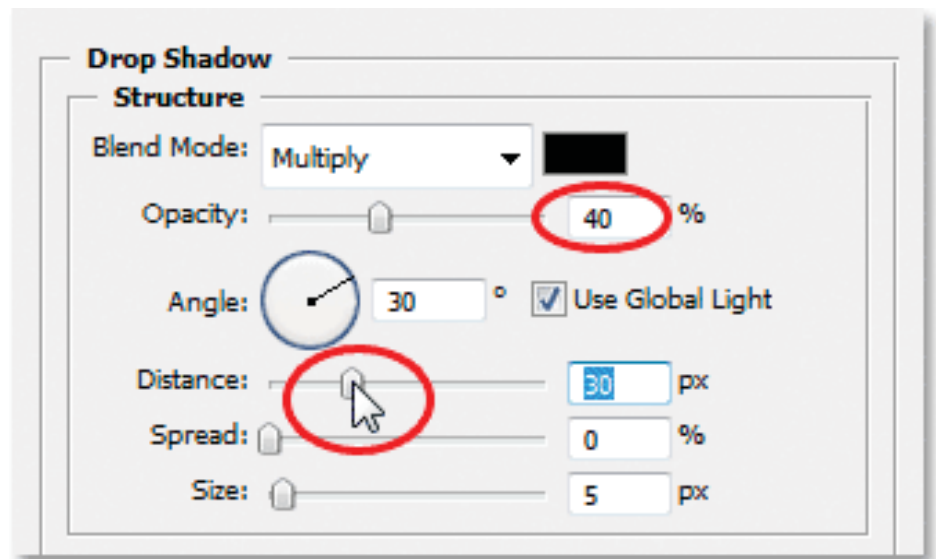 Drop Shadow
Structure
Blend Mode: Multiply
Opacity: 40 %
Angle: 30 ° Use Global Light
Distance: 30 px
Spread: 0 %
Size: 5 px